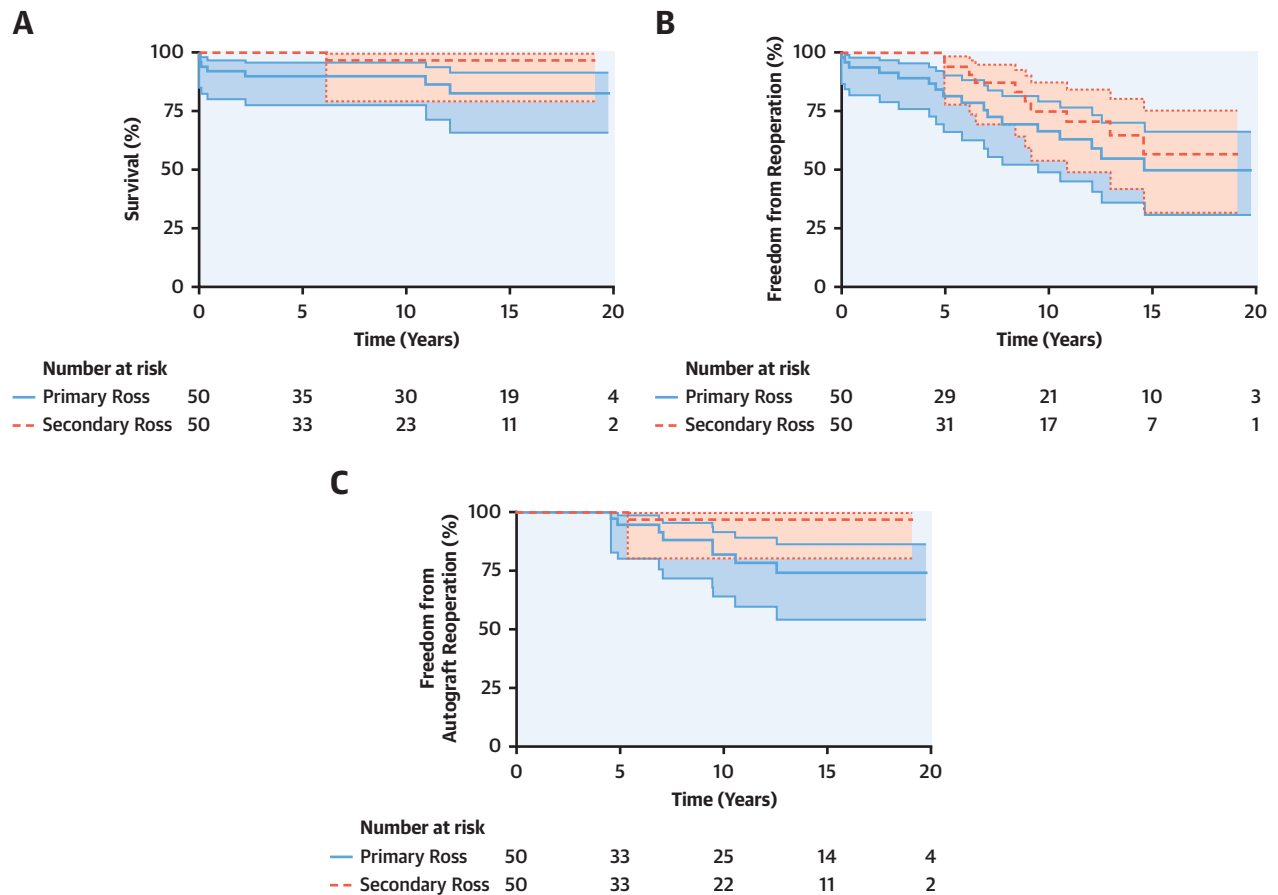 A
100
75
50
25
0
Survival (%)
0 5 10 15 20
Time (Years)
Number at risk
Primary Ross 50 35 30 19 4
Secondary Ross 50 33 23 11 2
B
100
75
50
25
0
Freedom from Reoperation (%)
0 5 10 15 20
Time (Years)
Number at risk
Primary Ross 50 29 21 10 3
Secondary Ross 50 31 17 7 1
C
100
75
50
25
0
Freedom from
Autograft Reoperation (%)
0 5 10 15 20
Time (Years)
Number at risk
Primary Ross 50 33 25 14 4
Secondary Ross 50 33 22 11 2